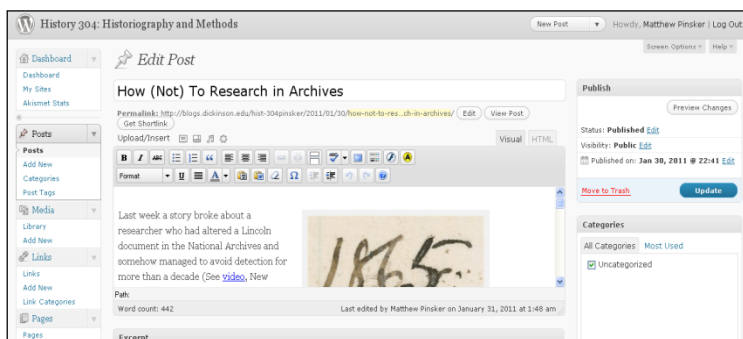 History 304: Historiography and Methods
New Post
Howdy, Matthew Pinsker | Log Out
Screen Options
Help
Dashboard
Dashboard
My Sites
Akismet Stats
Posts
Posts
Add New
Categories
Post Tags
Media
Library
Add New
Links
Links
Add New
Link Categories
Pages
Pages
Edit Post
How (Not) To Research in Archives
Permalink: http://blogs.dickinson.edu/hist-304pinsker/2011/01/30/how-not-to-res...ch-in-archives/ Edit View Post
Get Shortlink
Upload/Insert
Visual HTML
B I ABC
Format
Last week a story broke about a
researcher who had altered a Lincoln
document in the National Archives and
somehow managed to avoid detection for
more than a decade (See video, New
1865
Path:
Word count: 442
Last edited by Matthew Pinsker on January 31, 2011 at 1:48 am
Excerpt
Publish
Preview Changes
Status: Published Edit
Visibility: Public Edit
Published on: Jan 30, 2011 @ 22:41 Edit
Move to Trash
Update
Categories
All Categories Most Used
Uncategorized